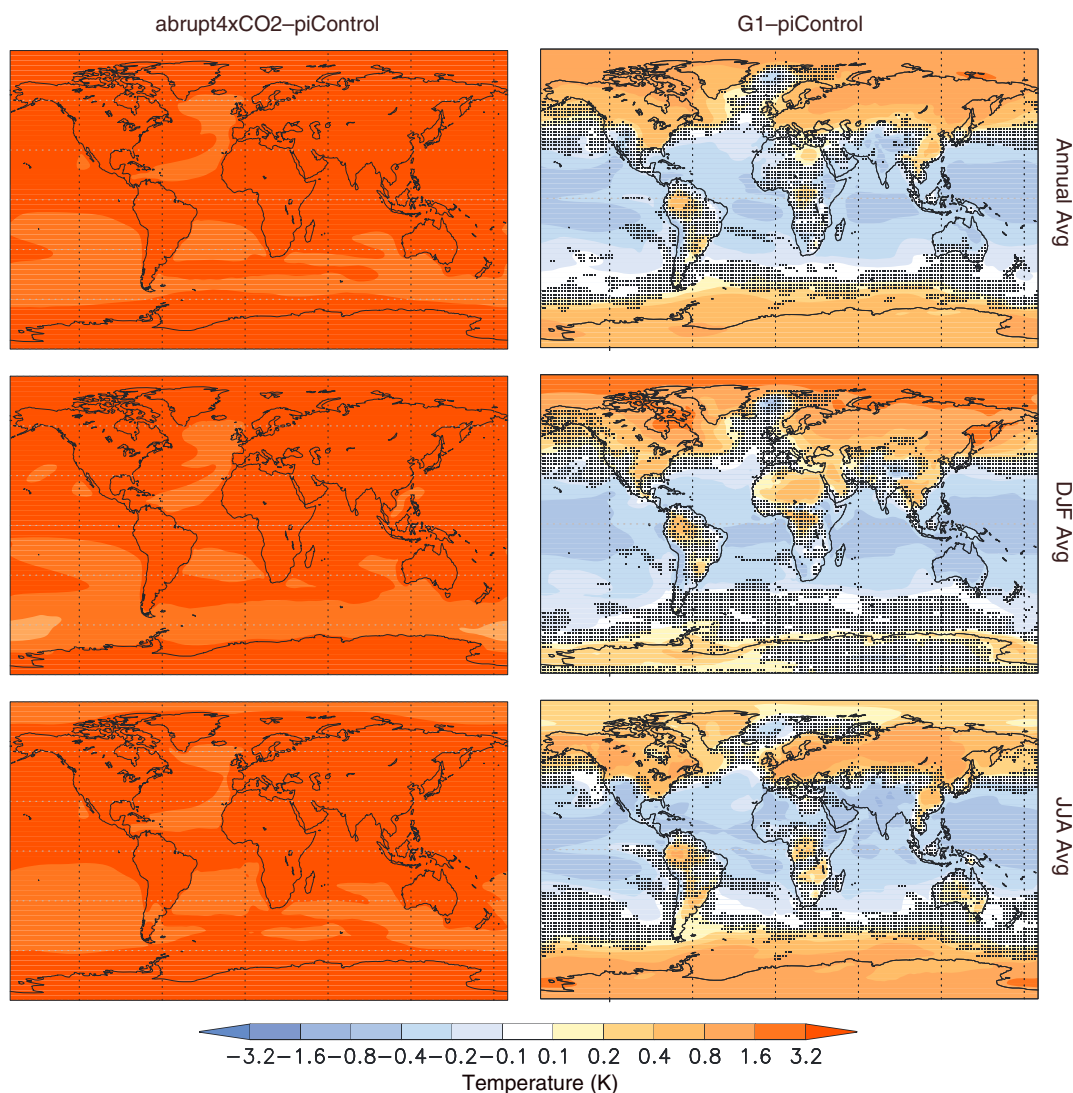 abrupt4xCO2–piControl
G1–piControl
Annual Avg
DJF Avg
JJA Avg
−3.2 −1.6 −0.8 −0.4 −0.2 −0.1 0.1 0.2 0.4 0.8 1.6 3.2
Temperature (K)